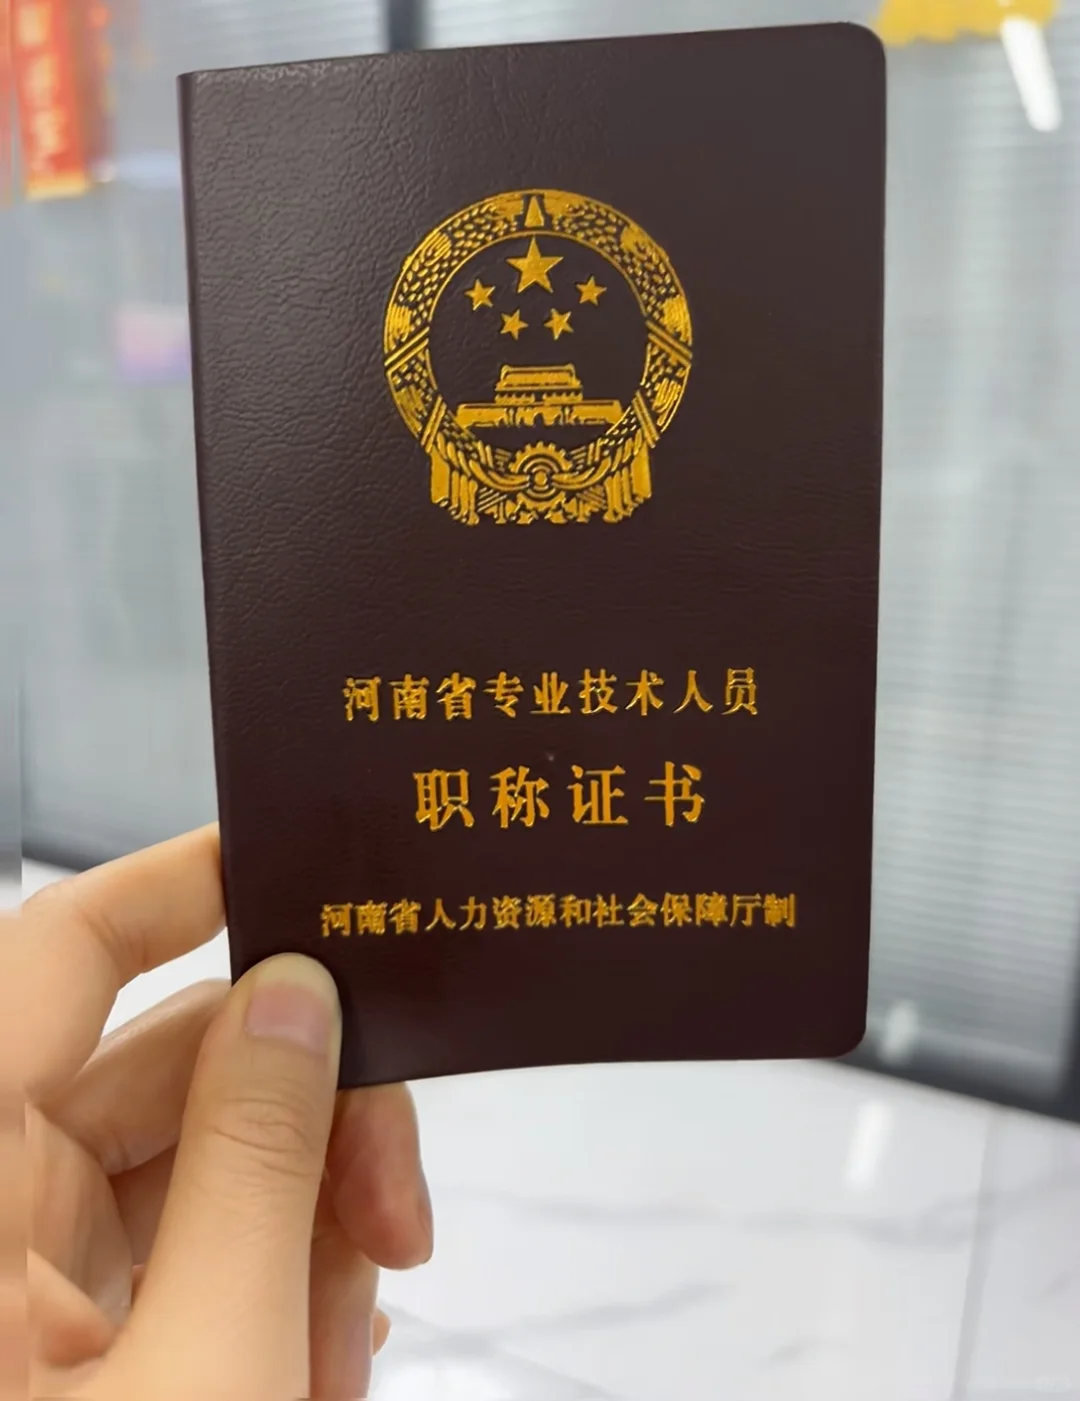 河南省专业技术人员
职称证书
河南省人力资源和社会保障厅制